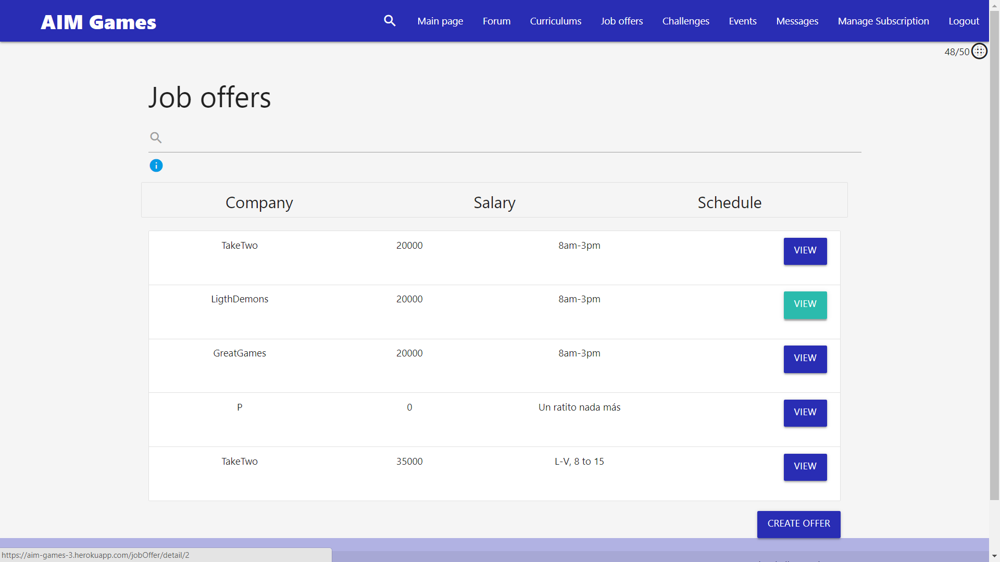 AIM Games
Main page Forum Curriculums Job offers Challenges Events Messages Manage Subscription Logout
48/50
Job offers
Company Salary Schedule
TakeTwo 20000 8am-3pm VIEW
LigthDemons 20000 8am-3pm VIEW
GreatGames 20000 8am-3pm VIEW
P 0 Un ratito nada más VIEW
TakeTwo 35000 L-V, 8 to 15 VIEW
CREATE OFFER
https://aim-games-3.herokuapp.com/jobOffer/detail/2